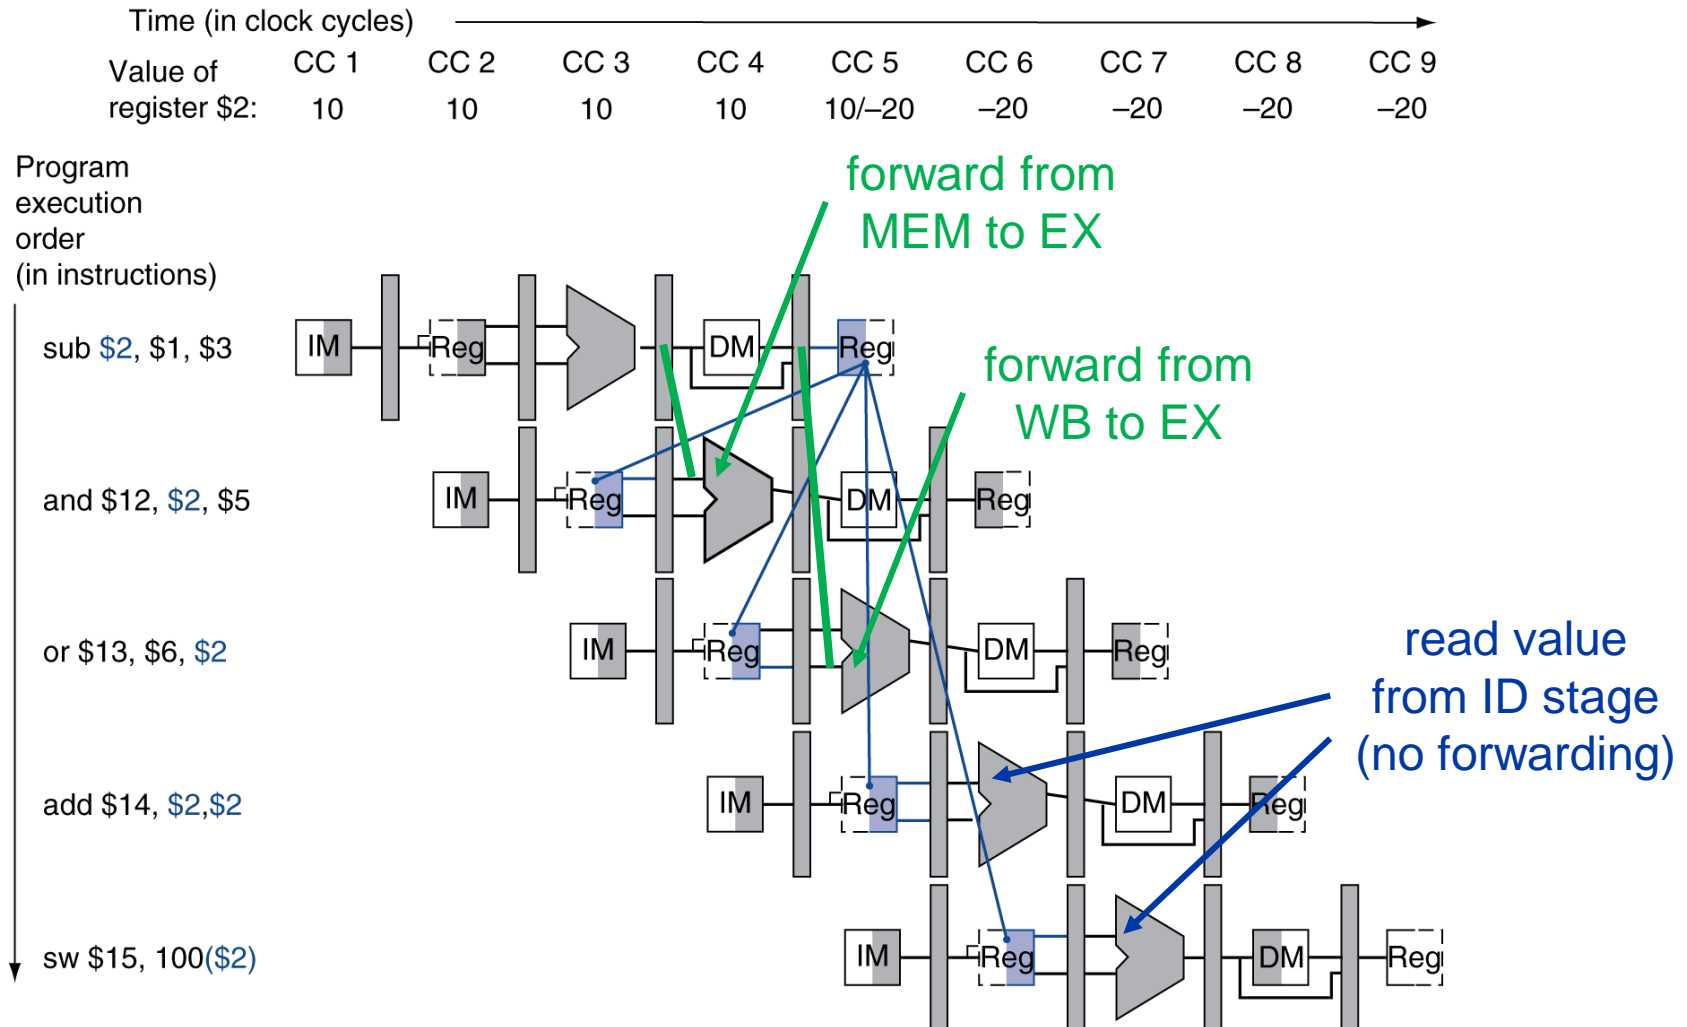 Time (in clock cycles)
Value of register $2:
CC 1 CC 2 CC 3 CC 4 CC 5 CC 6 CC 7 CC 8 CC 9
10 10 10 10 10/–20 –20 –20 –20 –20
Program
execution
order
(in instructions)
forward from
MEM to EX
sub $2, $1, $3
IM Reg DM Reg
forward from
WB to EX
and $12, $2, $5
IM Reg DM Reg
or $13, $6, $2
IM Reg DM Reg
read value
from ID stage
(no forwarding)
add $14, $2,$2
IM Reg DM Reg
sw $15, 100($2)
IM Reg DM Reg